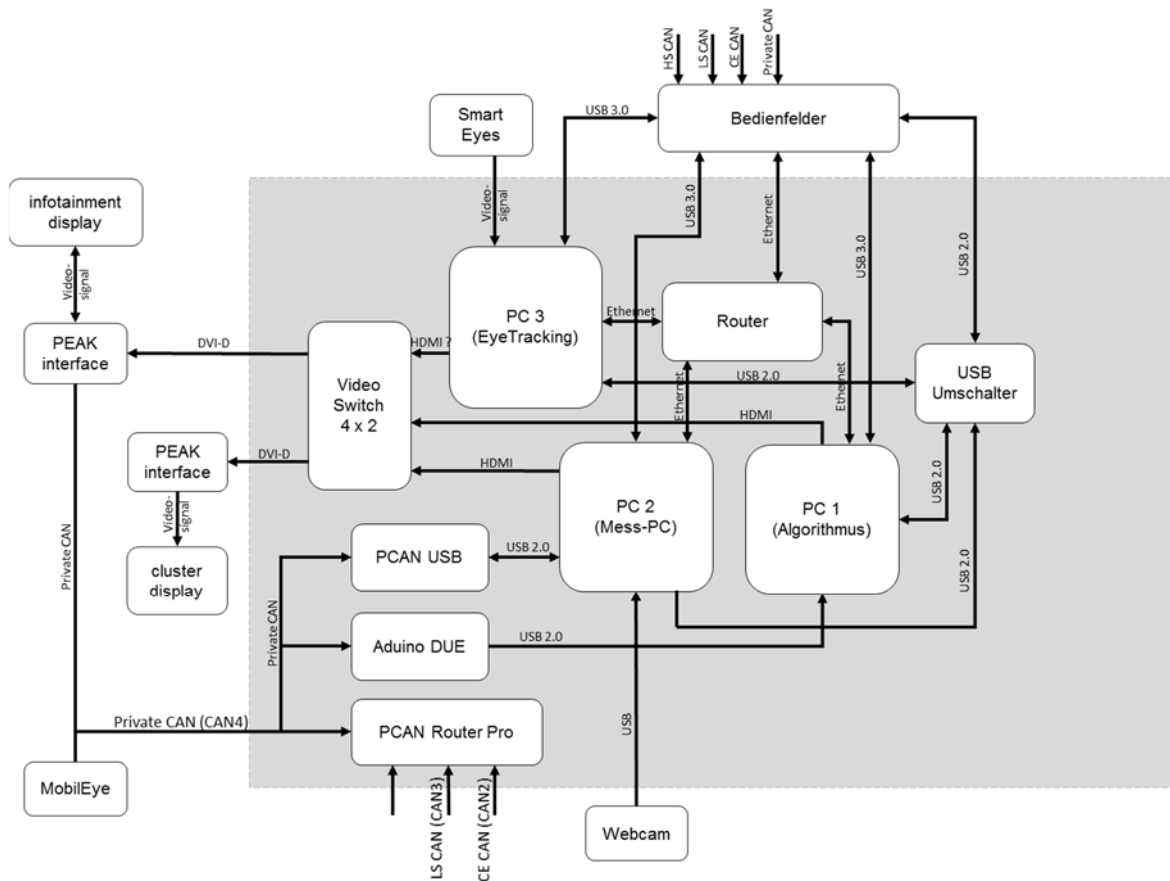 HS CAN
LS CAN
CE CAN
Private CAN
Bedienfelder
USB 3.0
Smart
Eyes
Video-
signal
USB 3.0
Ethernet
USB 3.0
USB 2.0
infotainment
display
Video-
signal
PEAK
interface
DVI-D
Video
Switch
4 x 2
HDMI ?
PC 3
(EyeTracking)
Ethernet
Router
USB 2.0
USB
Umschalter
Ethernet
Ethernet
HDMI
PEAK
interface
DVI-D
HDMI
Video-
signal
cluster
display
Private CAN
PC 2
(Mess-PC)
PC 1
(Algorithmus)
USB 2.0
USB 2.0
PCAN USB
USB 2.0
Private CAN
Aduino DUE
USB 2.0
Private CAN (CAN4)
PCAN Router Pro
USB
MobilEye
LS CAN (CAN3)
CE CAN (CAN2)
Webcam